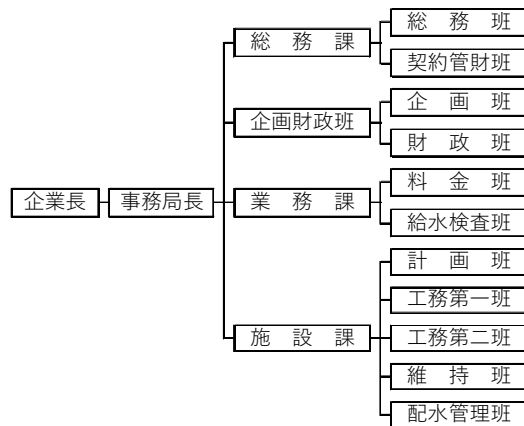 総務課
総務班
契約管財班
企画財政班
企画班
財政班
企業長
事務局長
業務課
料金班
給水検査班
施設課
計画班
工務第一班
工務第二班
維持班
配水管理班